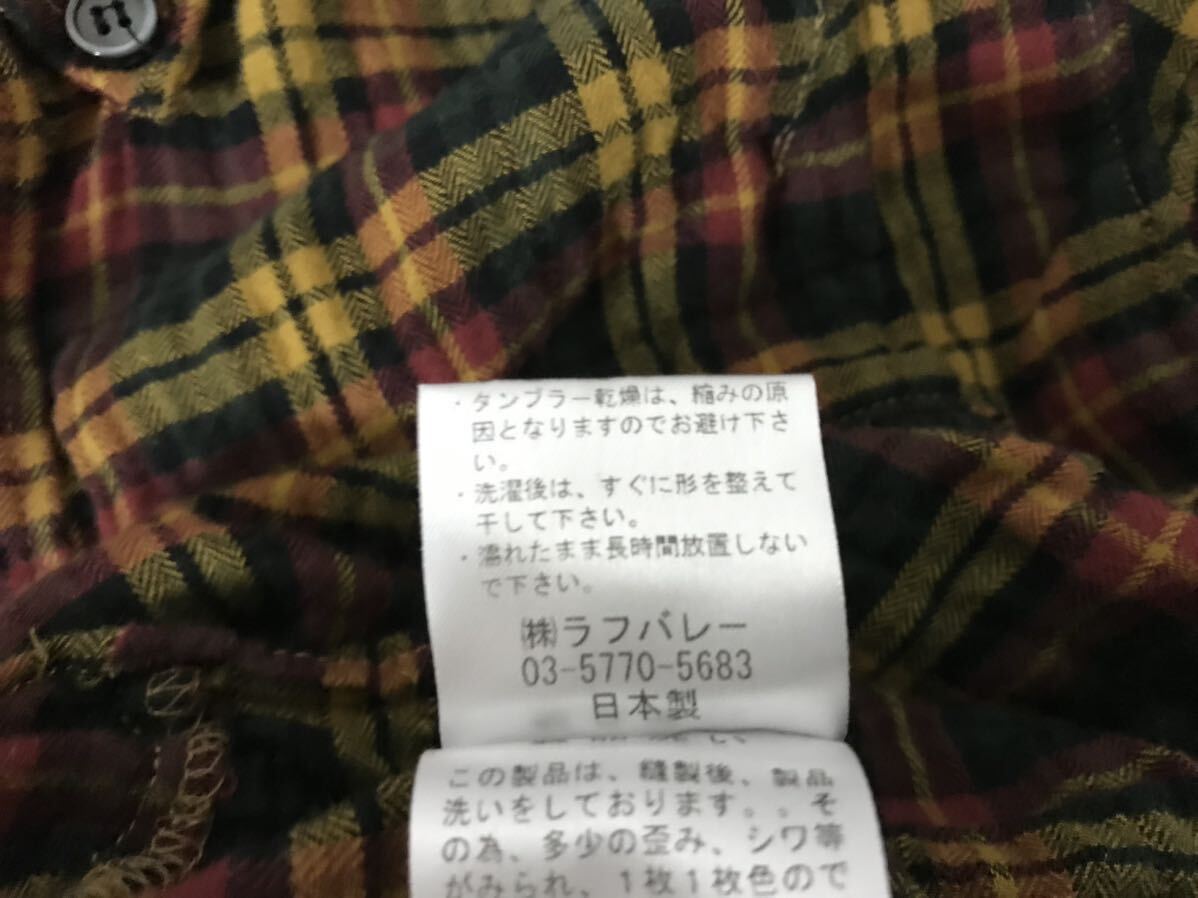 ・タンブラー乾燥は、縮みの原
因となりますのでお避け下さ
い。
・洗濯後は、すぐに形を整えて
干して下さい。
・濡れたまま長時間放置しない
で下さい。
㈱ラフバレー
03-5770-5683
日本製
この製品は、縫製後、製品
洗いをしております。。そ
の為、多少の歪み、シワ等
がみられ、1枚1枚色ので